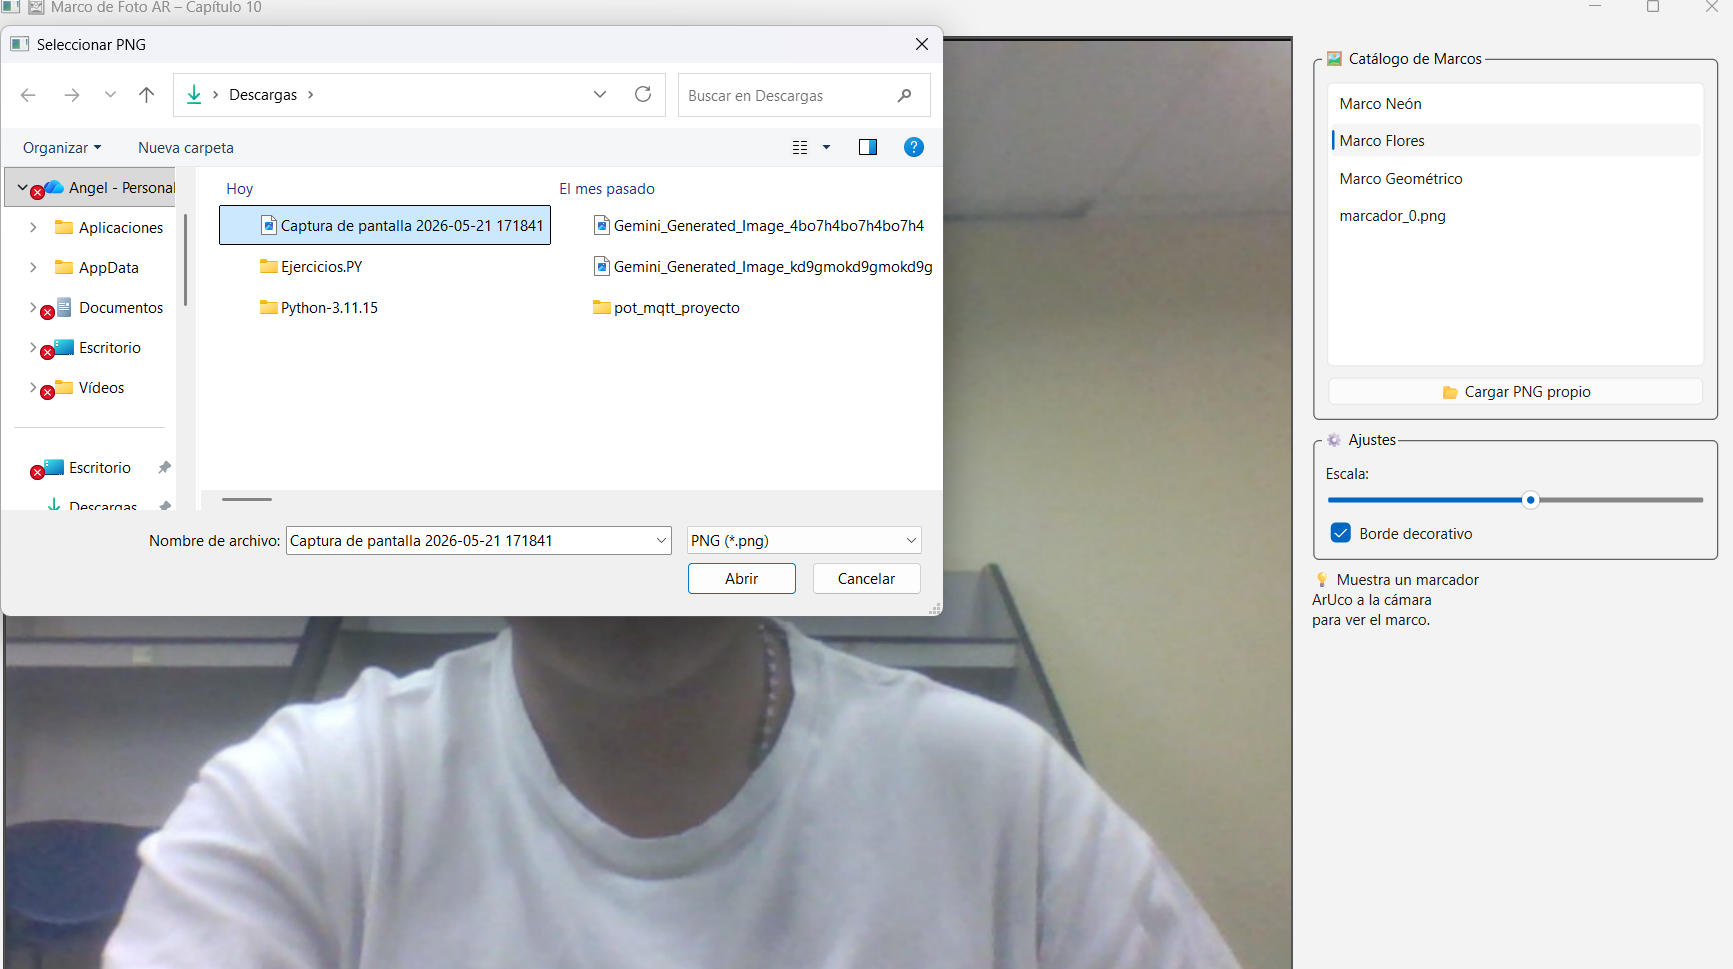 Marco de Foto AR – Capítulo 10
Seleccionar PNG
Descargas
Buscar en Descargas
Organizar
Nueva carpeta
?
Angel - Personal
Aplicaciones
AppData
Documentos
Escritorio
Vídeos
Escritorio
Descargas
Hoy
Captura de pantalla 2026-05-21 171841
Ejercicios.PY
Python-3.11.15
El mes pasado
Gemini_Generated_Image_4bo7h4bo7h4bo7h4
Gemini_Generated_Image_kd9gmokd9gmokd9g
pot_mqtt_proyecto
Nombre de archivo: Captura de pantalla 2026-05-21 171841
PNG (*.png)
Abrir
Cancelar
Catálogo de Marcos
Marco Neón
Marco Flores
Marco Geométrico
marcador_0.png
Cargar PNG propio
Ajustes
Escala:
Borde decorativo
Muestra un marcador
ArUco a la cámara
para ver el marco.